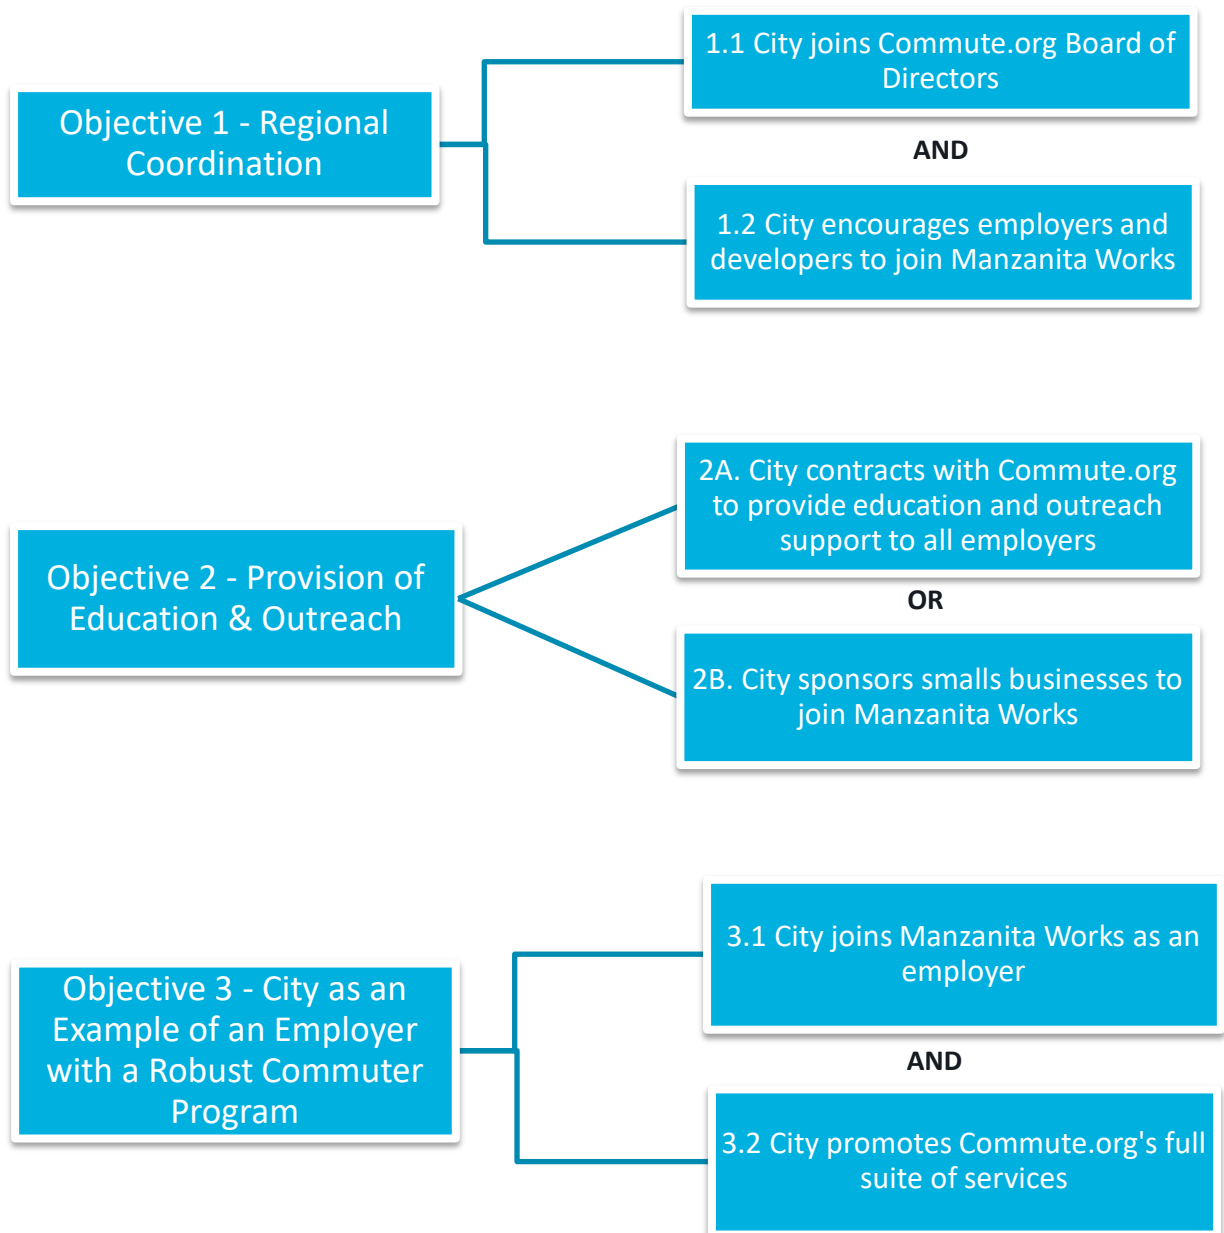 1.1 City joins Commute.org Board of
Directors
Objective 1 - Regional
Coordination
AND
1.2 City encourages employers and
developers to join Manzanita Works
2A. City contracts with Commute.org
to provide education and outreach
support to all employers
Objective 2 - Provision of
Education & Outreach
OR
2B. City sponsors smalls businesses to
join Manzanita Works
3.1 City joins Manzanita Works as an
employer
Objective 3 - City as an
Example of an Employer
with a Robust Commuter
Program
AND
3.2 City promotes Commute.org's full
suite of services